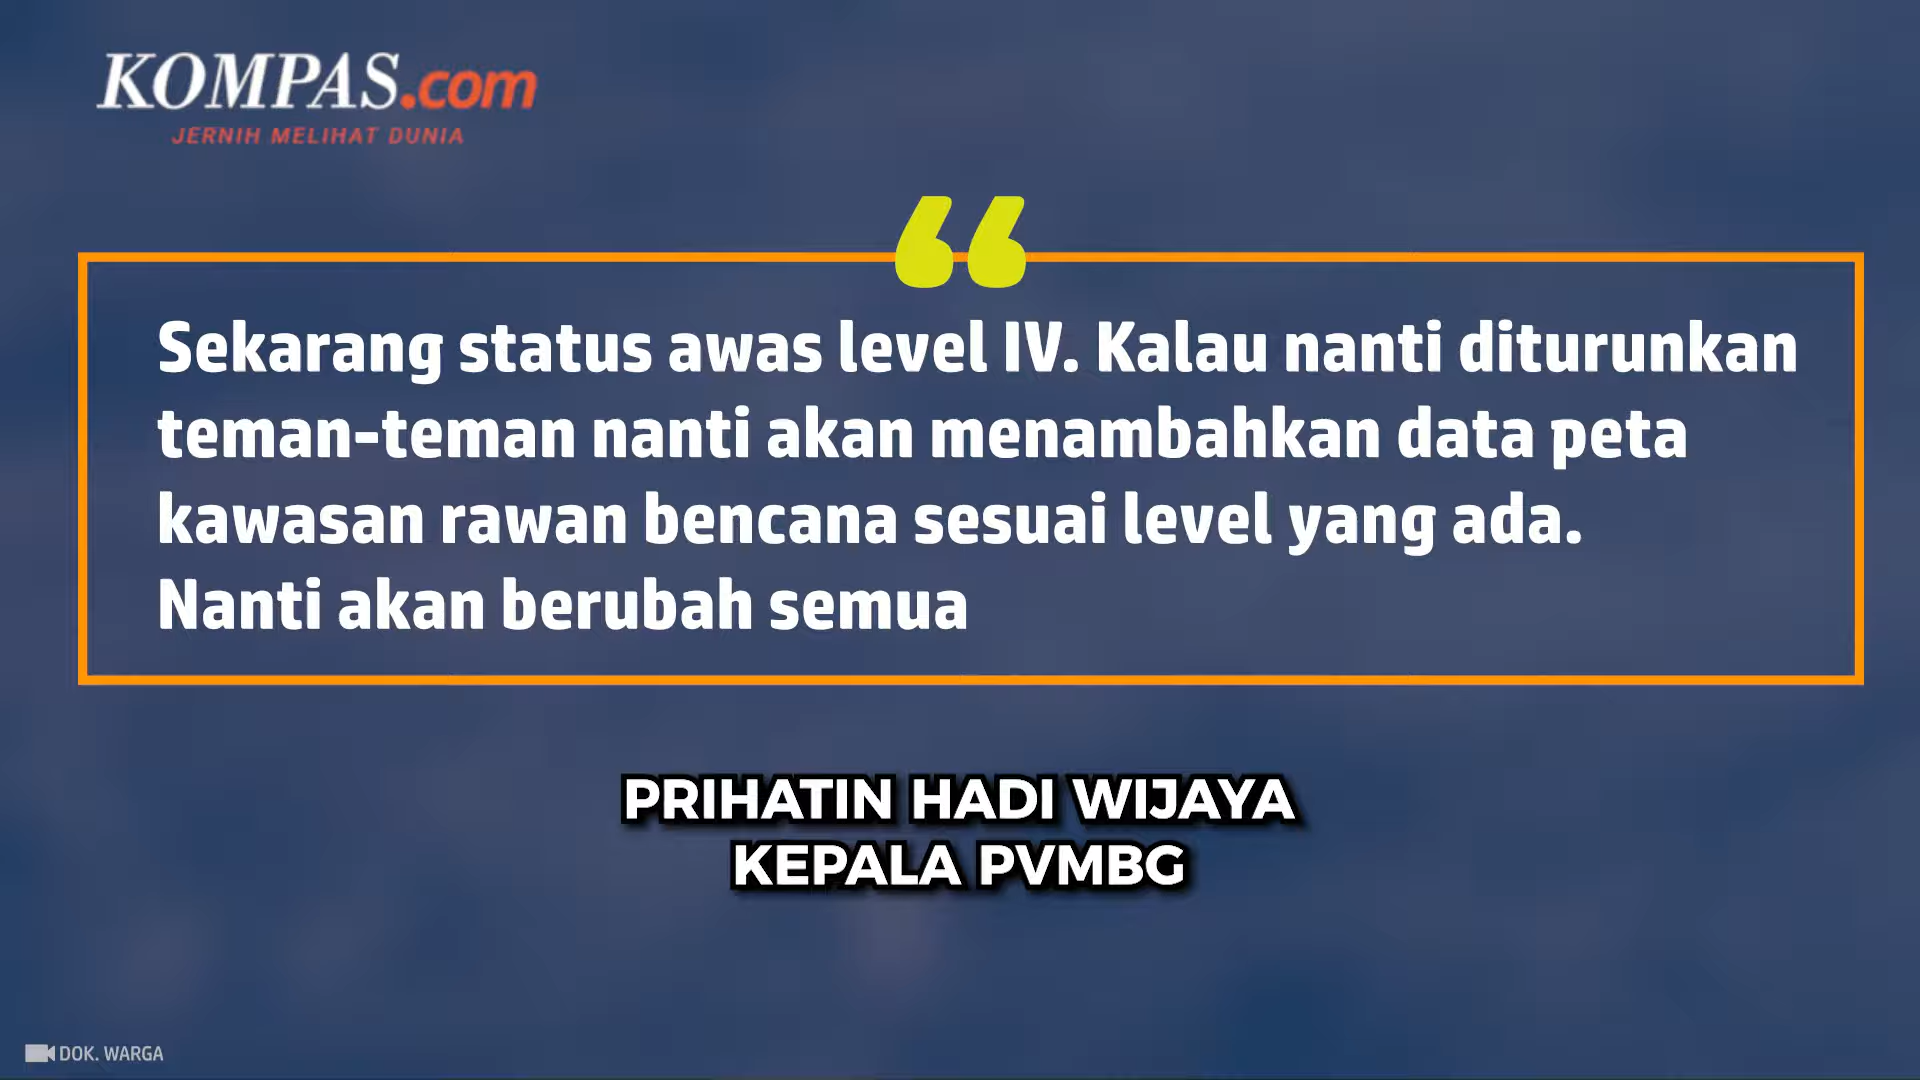 KOMPAS.com
JERNIH MELIHAT DUNIA
“
Sekarang status awas level IV. Kalau nanti diturunkan
teman-teman nanti akan menambahkan data peta
kawasan rawan bencana sesuai level yang ada.
Nanti akan berubah semua
PRIHATIN HADI WIJAYA
KEPALA PVMBG
DOK. WARGA